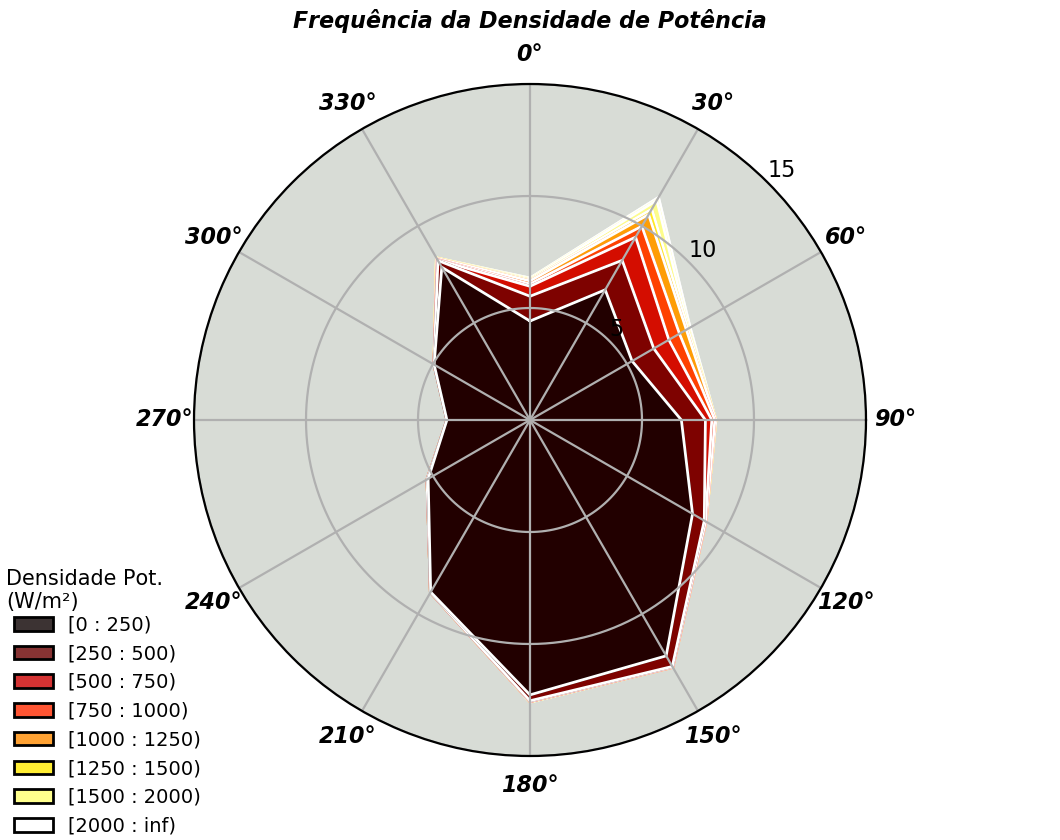 Frequência da Densidade de Potência
0°
330°
30°
15
300°
60°
10
5
270°
90°
240°
120°
210°
150°
180°
Densidade Pot.
(W/m²)
[0 : 250)
[250 : 500)
[500 : 750)
[750 : 1000)
[1000 : 1250)
[1250 : 1500)
[1500 : 2000)
[2000 : inf)